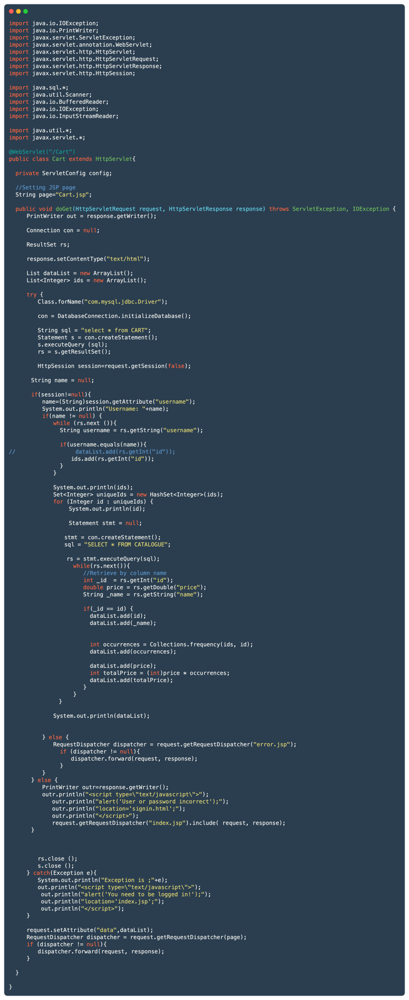 import java.io.IOException;
import java.io.PrintWriter;
import javax.servlet.ServletException;
import javax.servlet.annotation.WebServlet;
import javax.servlet.http.HttpServlet;
import javax.servlet.http.HttpServletRequest;
import javax.servlet.http.HttpServletResponse;
import javax.servlet.http.HttpSession;

import java.sql.*;
import java.util.Scanner;
import java.io.BufferedReader;
import java.io.IOException;
import java.io.InputStreamReader;

import java.util.*;
import javax.servlet.*;

@WebServlet("/Cart")
public class Cart extends HttpServlet{

  private ServletConfig config;

  //Setting JSP page
  String page="Cart.jsp";

  public void doGet(HttpServletRequest request, HttpServletResponse response) throws ServletException, IOException {
     PrintWriter out = response.getWriter();

     Connection con = null;

     ResultSet rs;

     response.setContentType("text/html");

     List dataList = new ArrayList();
     List<Integer> ids = new ArrayList();

     try {
        Class.forName("com.mysql.jdbc.Driver");

        con = DatabaseConnection.initializeDatabase();

        String sql = "select * from CART";
        Statement s = con.createStatement();
        s.executeQuery (sql);
        rs = s.getResultSet();

        HttpSession session=request.getSession(false);

      String name = null;

      if(session!=null){
         name=(String)session.getAttribute("username");
         System.out.println("Username: "+name);
         if(name != null) {
            while (rs.next ()){
              String username = rs.getString("username");

              if(username.equals(name)){
//                 dataList.add(rs.getInt("id"));
                 ids.add(rs.getInt("id"));
              }
            }

            System.out.println(ids);
            Set<Integer> uniqueIds = new HashSet<Integer>(ids);
            for (Integer id : uniqueIds) {
                System.out.println(id);

                Statement stmt = null;

               stmt = con.createStatement();
               sql = "SELECT * FROM CATALOGUE";

               rs = stmt.executeQuery(sql);
                 while(rs.next()){
                    //Retrieve by column name
                    int _id  = rs.getInt("id");
                    double price = rs.getDouble("price");
                    String _name = rs.getString("name");

                    if(_id == id) {
                      dataList.add(id);
                      dataList.add(_name);


                      int occurrences = Collections.frequency(ids, id);
                      dataList.add(occurrences);

                      dataList.add(price);
                      int totalPrice = (int)price * occurrences;
                      dataList.add(totalPrice);
                    }
                 }
             }

            System.out.println(dataList);


         } else {
            RequestDispatcher dispatcher = request.getRequestDispatcher("error.jsp");
              if (dispatcher != null){
                 dispatcher.forward(request, response);
              }
         }
      } else {
         PrintWriter outr=response.getWriter();
         outr.println("<script type=\"text/javascript\">");
            outr.println("alert('User or password incorrect');");
            outr.println("location='signin.html';");
            outr.println("</script>");
            request.getRequestDispatcher("index.jsp").include( request, response);
      }




        rs.close ();
        s.close ();
     } catch(Exception e){
        System.out.println("Exception is ;"+e);
        out.println("<script type=\"text/javascript\">");
         out.println("alert('You need to be logged in!');");
         out.println("location='index.jsp';");
         out.println("</script>");
     }

     request.setAttribute("data",dataList);
     RequestDispatcher dispatcher = request.getRequestDispatcher(page);
     if (dispatcher != null){
        dispatcher.forward(request, response);
     }

  }

}